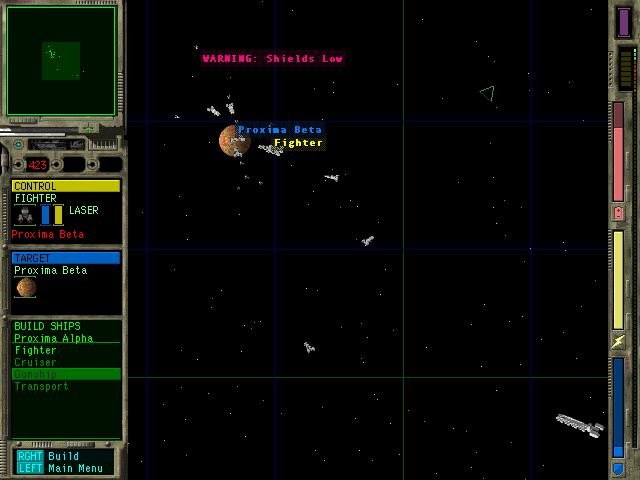 WARNING: Shields Low
Proxima Beta
Fighter
423
CONTROL
FIGHTER
LASER
Proxima Beta
TARGET
Proxima Beta
BUILD SHIPS
Proxima Alpha
Fighter
Cruiser
Gunship
Transport
RGHT Build
LEFT Main Menu